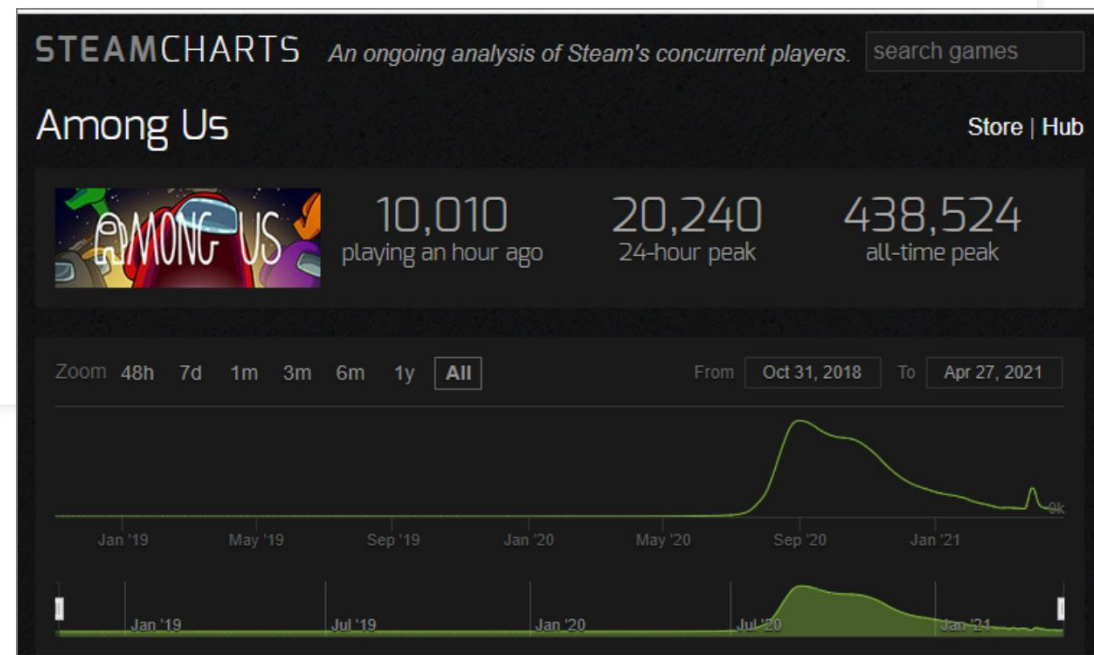 STEAMCHARTS An ongoing analysis of Steam's concurrent players. search games
Among Us
Store | Hub
AMONG US
10,010 20,240 438,524
playing an hour ago 24-hour peak all-time peak
Zoom 48h 7d 1m 3m 6m 1y All From Oct 31, 2018 To Apr 27, 2021
0k
Jan '19 May '19 Sep '19 Jan '20 May '20 Sep '20 Jan '21
Jan '19 Jul '19 Jan '20 Jul '20 Jan '21